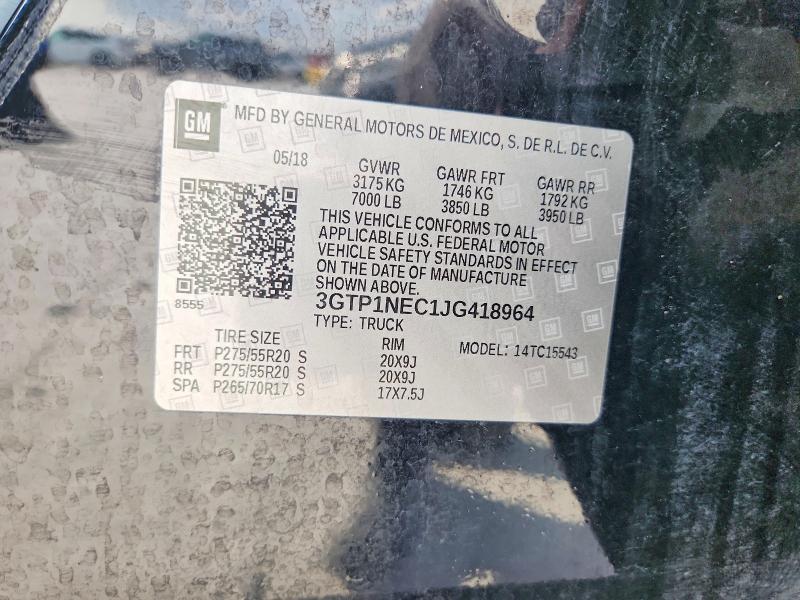 GM
MFD BY GENERAL MOTORS DE MEXICO, S. DE R.L. DE C.V.
05/18
GVWR GAWR FRT GAWR RR
3175 KG 1746 KG 1792 KG
7000 LB 3850 LB 3950 LB
THIS VEHICLE CONFORMS TO ALL
APPLICABLE U.S. FEDERAL MOTOR
VEHICLE SAFETY STANDARDS IN EFFECT
ON THE DATE OF MANUFACTURE
SHOWN ABOVE.
8555
3GTP1NEC1JG418964
TYPE: TRUCK
TIRE SIZE RIM MODEL: 14TC15543
FRT P275/55R20 S 20X9J
RR P275/55R20 S 20X9J
SPA P265/70R17 S 17X7.5J